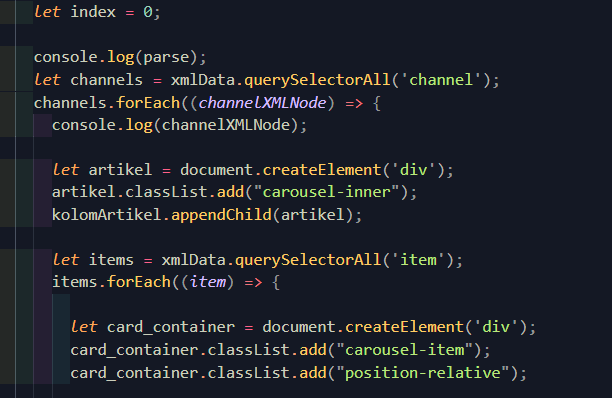 let index = 0;
console.log(parse);
let channels = xmlData.querySelectorAll('channel');
channels.forEach((channelXMLNode) => {
console.log(channelXMLNode);
let artikel = document.createElement('div');
artikel.classList.add("carousel-inner");
kolomArtikel.appendChild(artikel);
let items = xmlData.querySelectorAll('item');
items.forEach((item) => {
let card_container = document.createElement('div');
card_container.classList.add("carousel-item");
card_container.classList.add("position-relative");